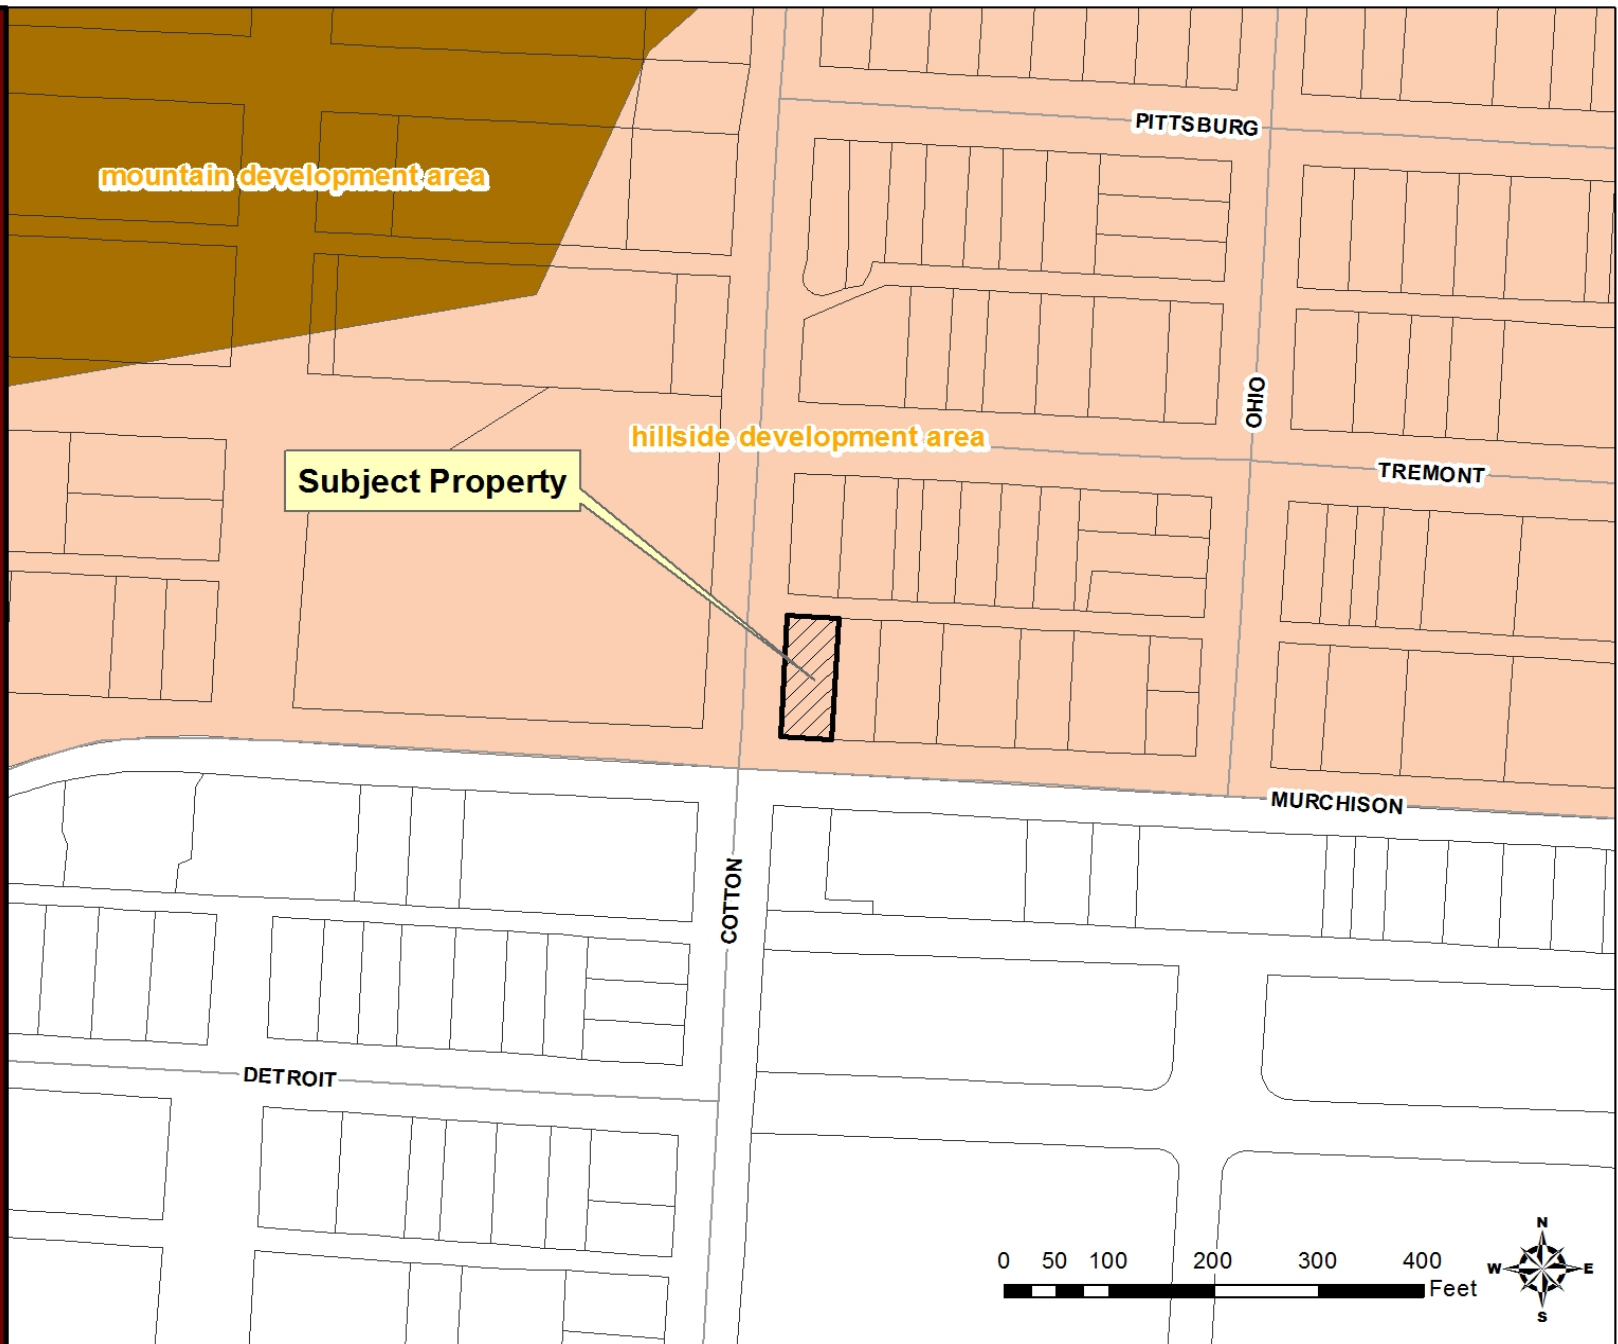 PITTSBURG
mountain development area
OHIO
hillside development area
TREMONT
Subject Property
MURCHISON
COTTON
DETROIT
N
W E
S
0 50 100 200 300 400
Feet